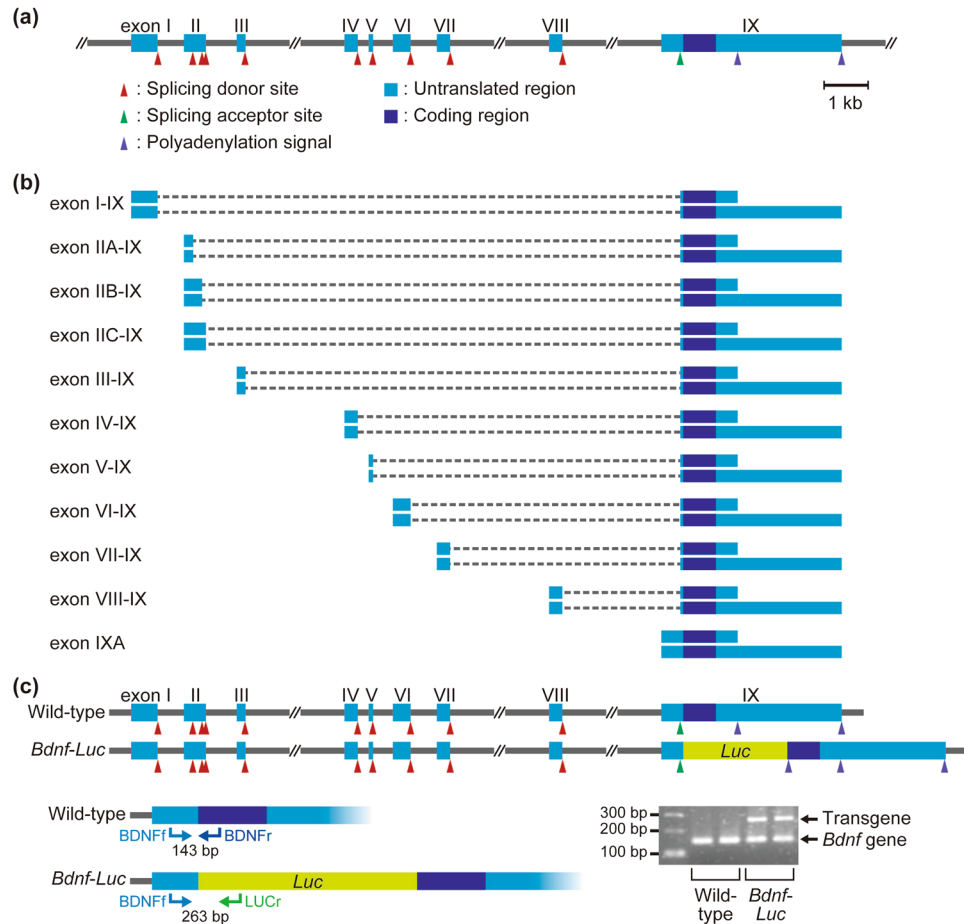 (a)
exon I II III IV V VI VII VIII IX
// // // // //
: Splicing donor site
: Untranslated region
1 kb
: Splicing acceptor site
: Coding region
: Polyadenylation signal
(b)
exon I-IX
exon IIA-IX
exon IIB-IX
exon IIC-IX
exon III-IX
exon IV-IX
exon V-IX
exon VI-IX
exon VII-IX
exon VIII-IX
exon IXA
(c)
exon I II III IV V VI VII VIII IX
Wild-type // // //
Bdnf-Luc // // // Luc
Wild-type
BDNFf BDNFr
143 bp
Bdnf-Luc Luc
BDNFf LUCr
263 bp
300 bp Transgene
200 bp Bdnf gene
100 bp
Wild-
type
Bdnf-
Luc